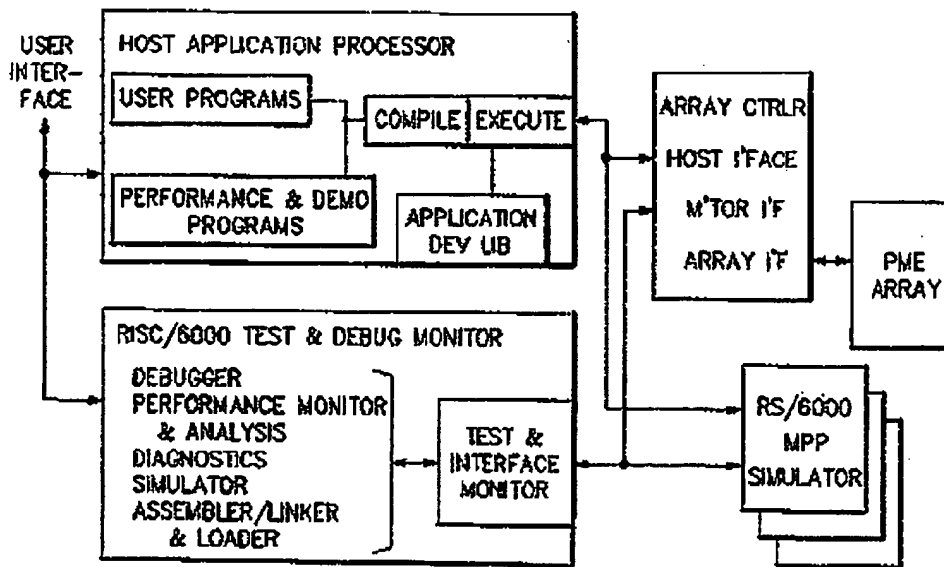 USER
INTER-
FACE
HOST APPLICATION PROCESSOR
USER PROGRAMS
COMPILE
EXECUTE
PERFORMANCE & DEMO
PROGRAMS
APPLICATION
DEV LIB
ARRAY CTRLR
HOST I'FACE
M'TOR I'F
ARRAY I'F
PME
ARRAY
RISC/6000 TEST & DEBUG MONITOR
DEBUGGER
PERFORMANCE MONITOR
& ANALYSIS
DIAGNOSTICS
SIMULATOR
ASSEMBLER/LINKER
& LOADER
TEST &
INTERFACE
MONITOR
RS/6000
MPP
SIMULATOR